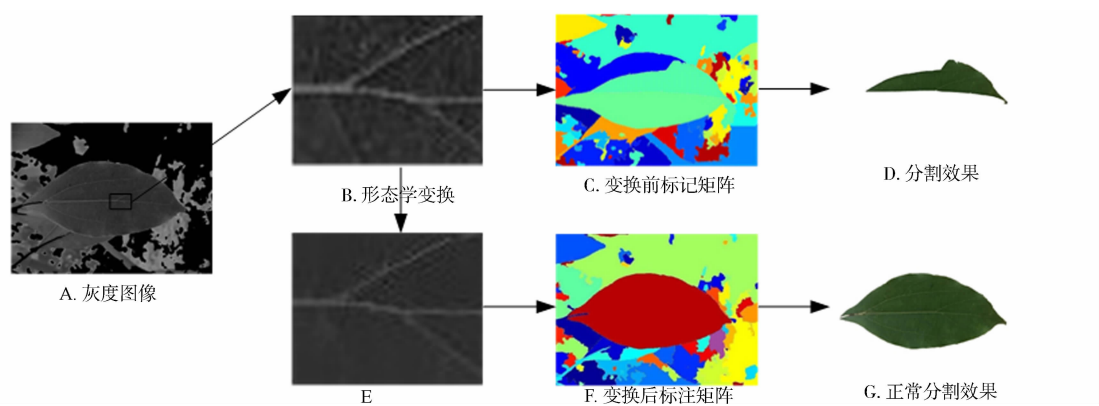 B. 形态学变换
C. 变换前标记矩阵
D. 分割效果
A. 灰度图像
E
F. 变换后标注矩阵
G. 正常分割效果